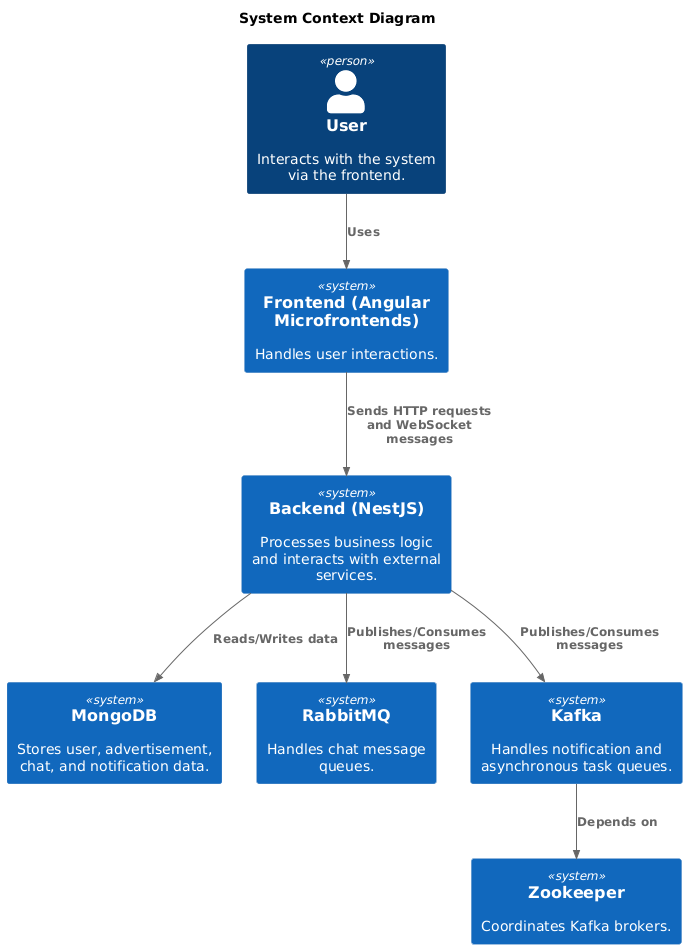 System Context Diagram
«person»
User
Interacts with the system
via the frontend.
Uses
«system»
Frontend (Angular
Microfrontends)
Handles user interactions.
Sends HTTP requests
and WebSocket
messages
«system»
Backend (NestJS)
Processes business logic
and interacts with external
services.
Reads/Writes data
Publishes/Consumes
messages
Publishes/Consumes
messages
«system»
MongoDB
Stores user, advertisement,
chat, and notification data.
«system»
RabbitMQ
Handles chat message
queues.
«system»
Kafka
Handles notification and
asynchronous task queues.
Depends on
«system»
Zookeeper
Coordinates Kafka brokers.